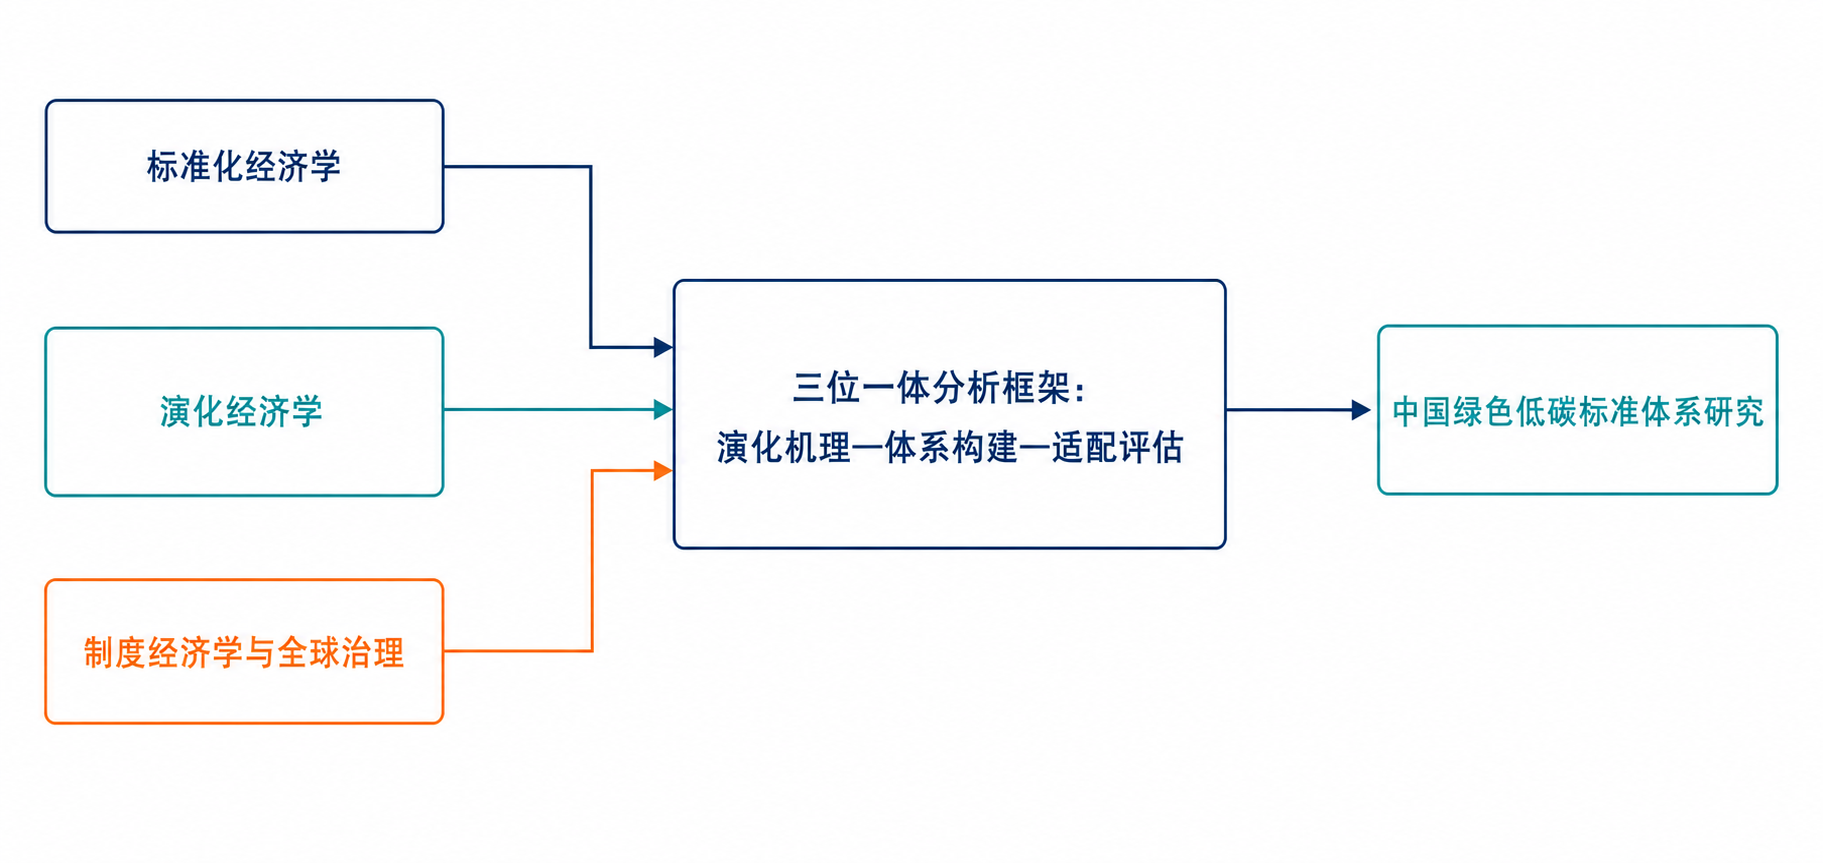 标准化经济学
演化经济学
制度经济学与全球治理
三位一体分析框架：
演化机理—体系构建—适配评估
中国绿色低碳标准体系研究